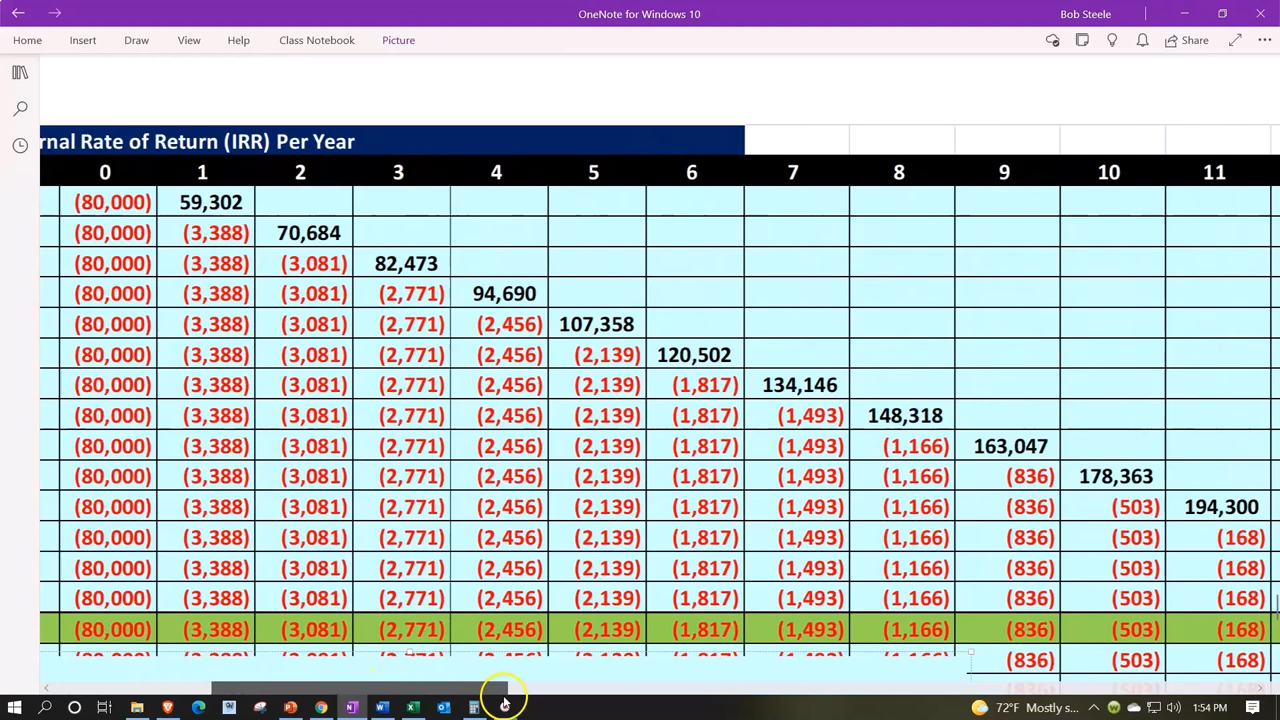 OneNote for Windows 10
Bob Steele
Home Insert Draw View Help Class Notebook Picture
Share
rnal Rate of Return (IRR) Per Year
0 1 2 3 4 5 6 7 8 9 10 11
(80,000) 59,302
(80,000) (3,388) 70,684
(80,000) (3,388) (3,081) 82,473
(80,000) (3,388) (3,081) (2,771) 94,690
(80,000) (3,388) (3,081) (2,771) (2,456) 107,358
(80,000) (3,388) (3,081) (2,771) (2,456) (2,139) 120,502
(80,000) (3,388) (3,081) (2,771) (2,456) (2,139) (1,817) 134,146
(80,000) (3,388) (3,081) (2,771) (2,456) (2,139) (1,817) (1,493) 148,318
(80,000) (3,388) (3,081) (2,771) (2,456) (2,139) (1,817) (1,493) (1,166) 163,047
(80,000) (3,388) (3,081) (2,771) (2,456) (2,139) (1,817) (1,493) (1,166) (836) 178,363
(80,000) (3,388) (3,081) (2,771) (2,456) (2,139) (1,817) (1,493) (1,166) (836) (503) 194,300
(80,000) (3,388) (3,081) (2,771) (2,456) (2,139) (1,817) (1,493) (1,166) (836) (503) (168)
(80,000) (3,388) (3,081) (2,771) (2,456) (2,139) (1,817) (1,493) (1,166) (836) (503) (168)
(80,000) (3,388) (3,081) (2,771) (2,456) (2,139) (1,817) (1,493) (1,166) (836) (503) (168)
(80,000) (3,388) (3,081) (2,771) (2,456) (2,139) (1,817) (1,493) (1,166) (836) (503) (168)
(836) (503) (168)
72°F Mostly s... 1:54 PM